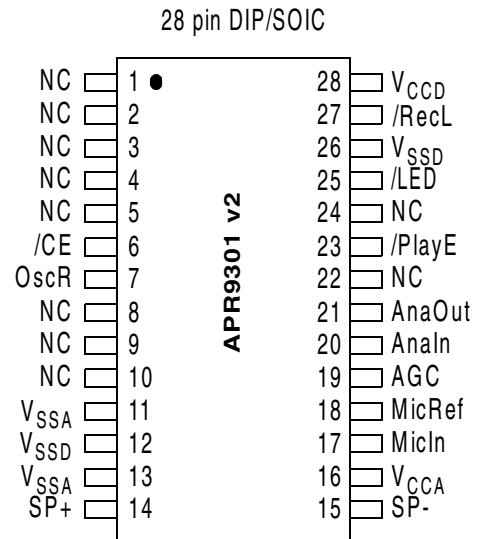 28 pin DIP/SOIC
NC 1 28 VCCD
NC 2 27 /RecL
NC 3 26 VSSD
NC 4 25 /LED
NC 5 24 NC
/CE 6 23 /PlayE
OscR 7 22 NC
NC 8 21 AnaOut
NC 9 20 AnaIn
NC 10 19 AGC
VSSA 11 18 MicRef
VSSD 12 17 MicIn
VSSA 13 16 VCCA
SP+ 14 15 SP-
APR9301 v2